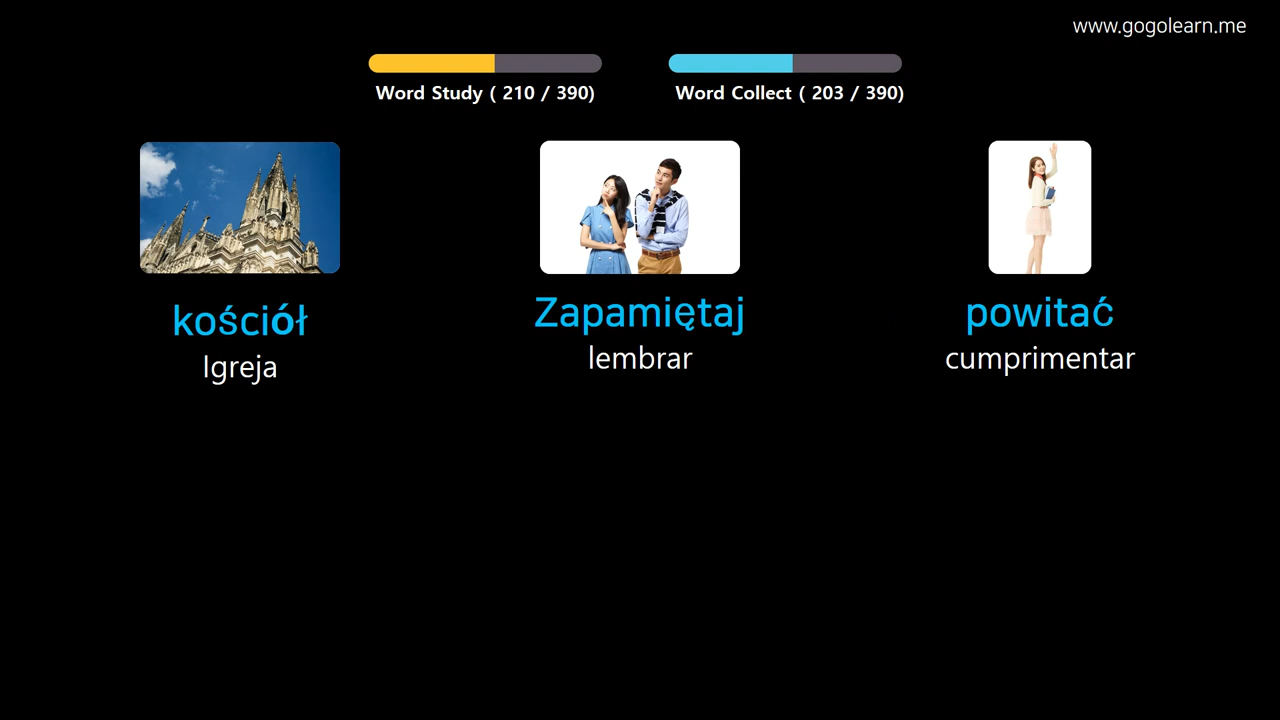 www.gogolearn.me
Word Study ( 210 / 390)
Word Collect ( 203 / 390)
kościół
Igreja
Zapamiętaj
lembrar
powitać
cumprimentar